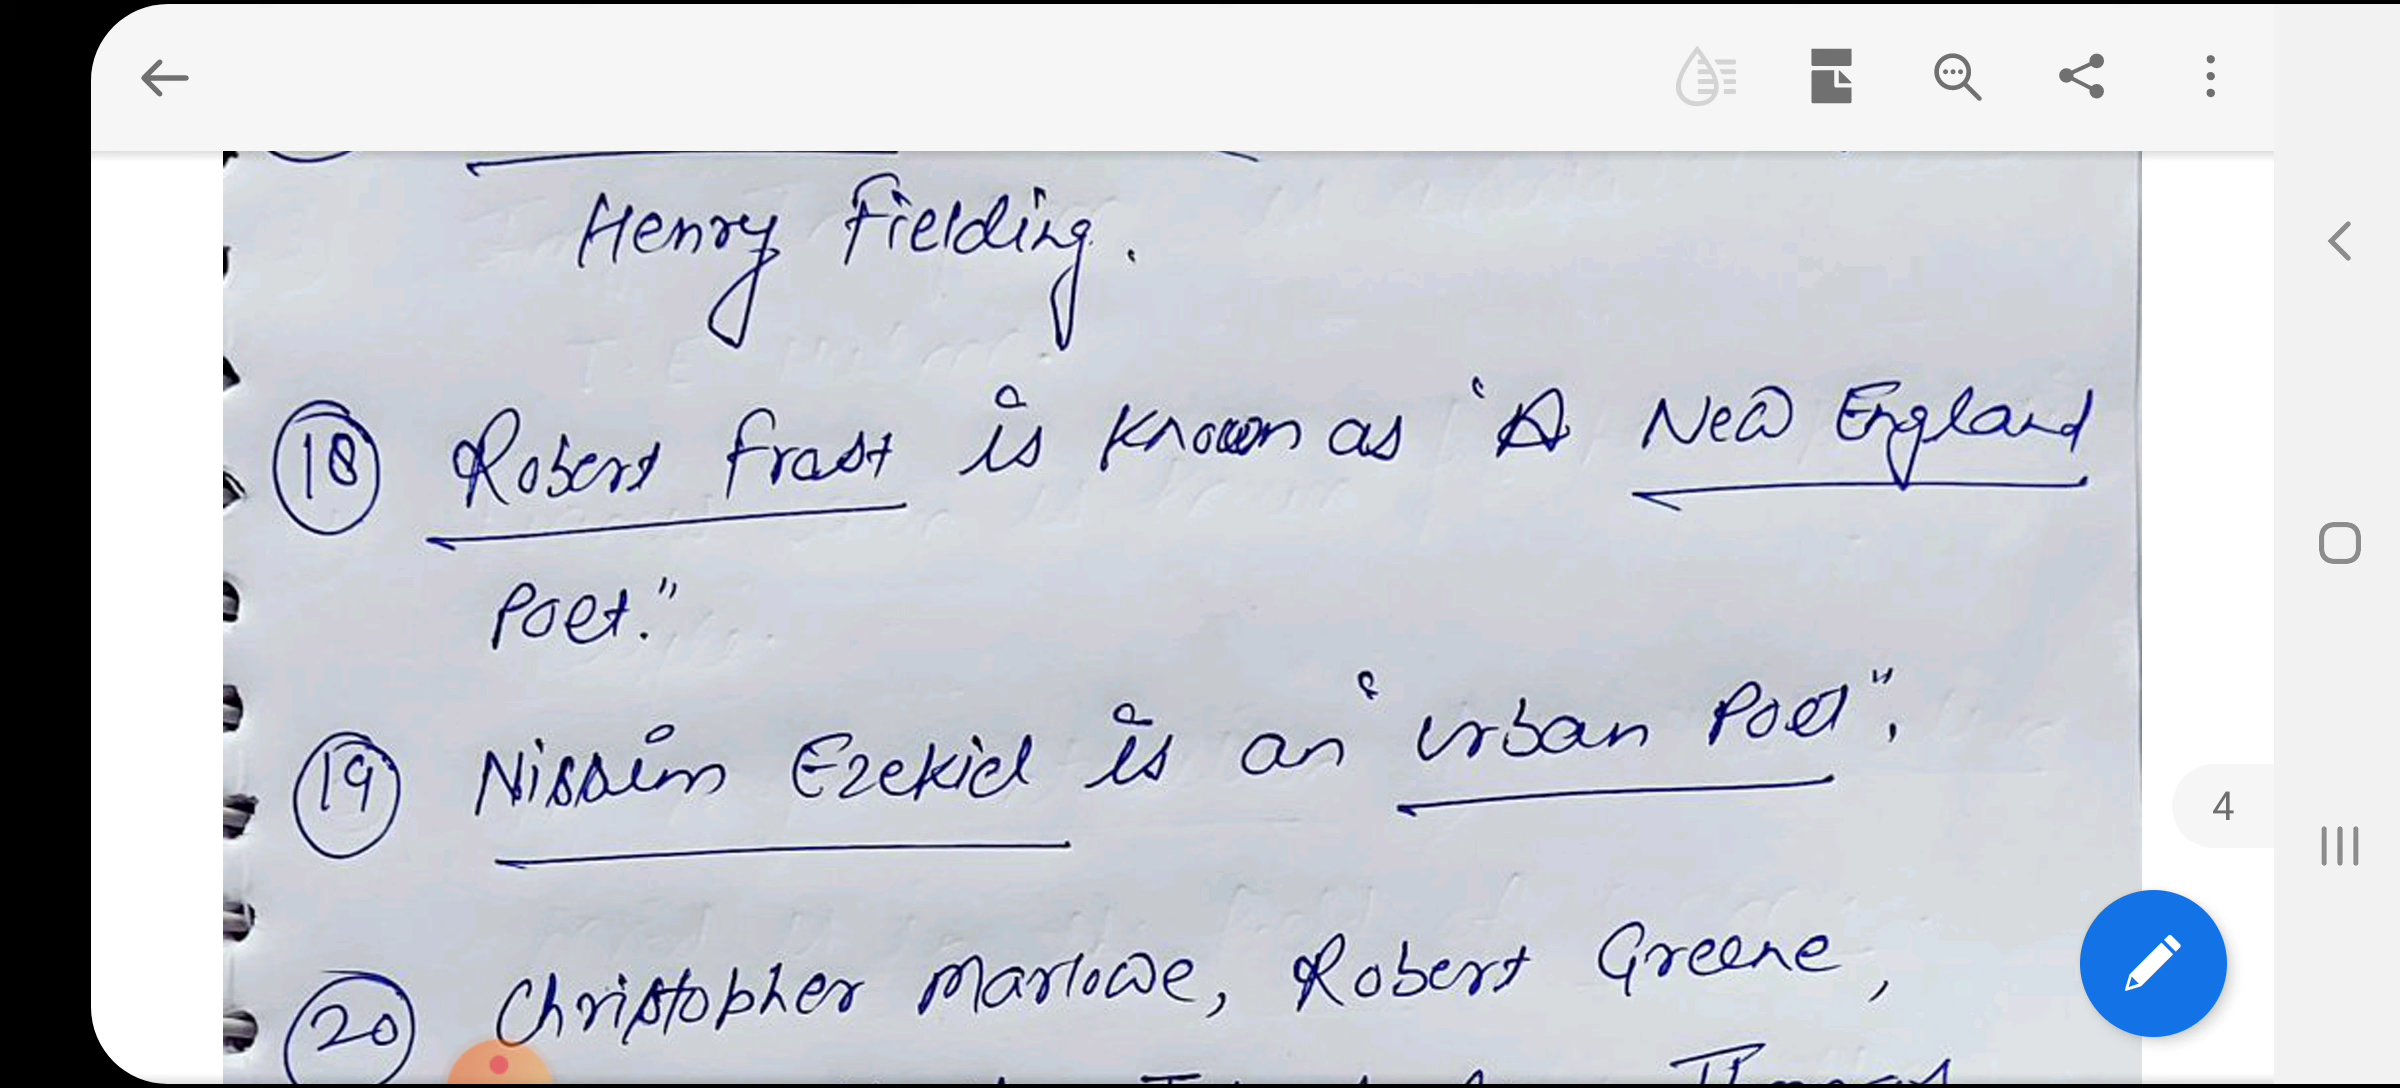 Henry Fielding.
18 Robert Frost is known as 'A New England
Poet."
19 Nissim Ezekiel is an 'urban Poet".
4
20 Christopher Marlowe, Robert Greene,